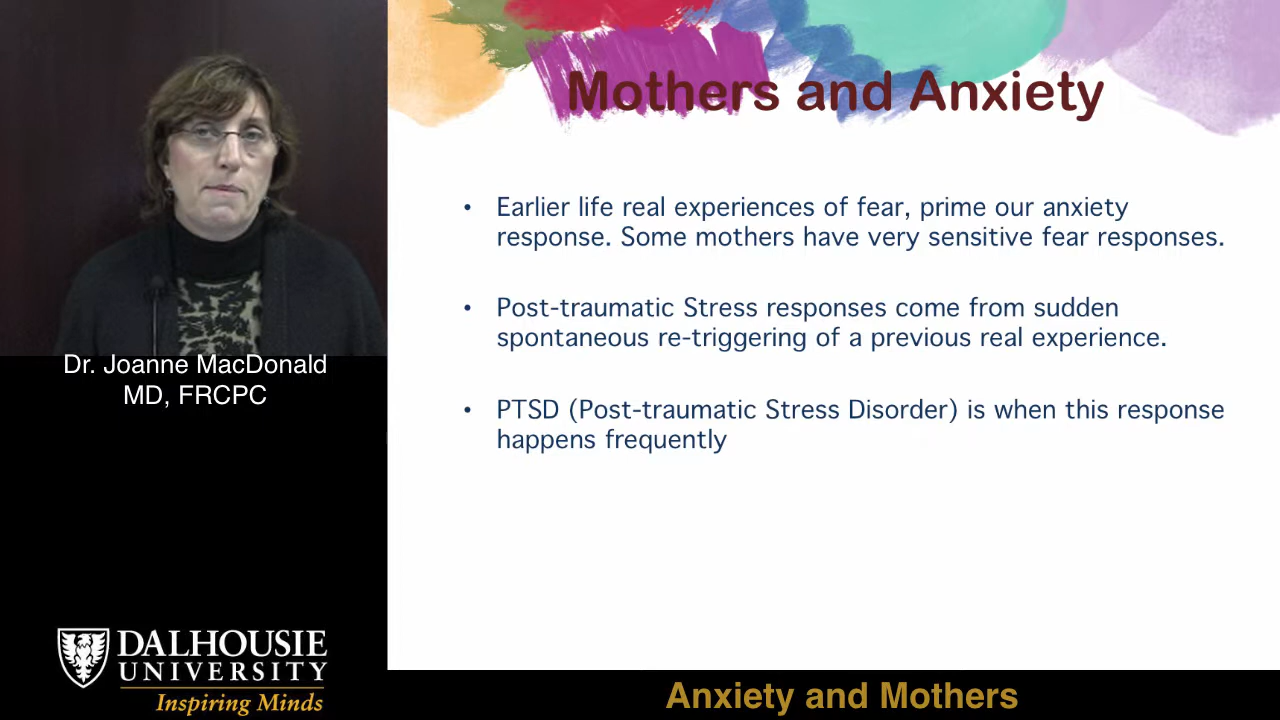 Mothers and Anxiety
• Earlier life real experiences of fear, prime our anxiety
response. Some mothers have very sensitive fear responses.
• Post-traumatic Stress responses come from sudden
spontaneous re-triggering of a previous real experience.
• PTSD (Post-traumatic Stress Disorder) is when this response
happens frequently
Dr. Joanne MacDonald
MD, FRCPC
DALHOUSIE
UNIVERSITY
Inspiring Minds
Anxiety and Mothers